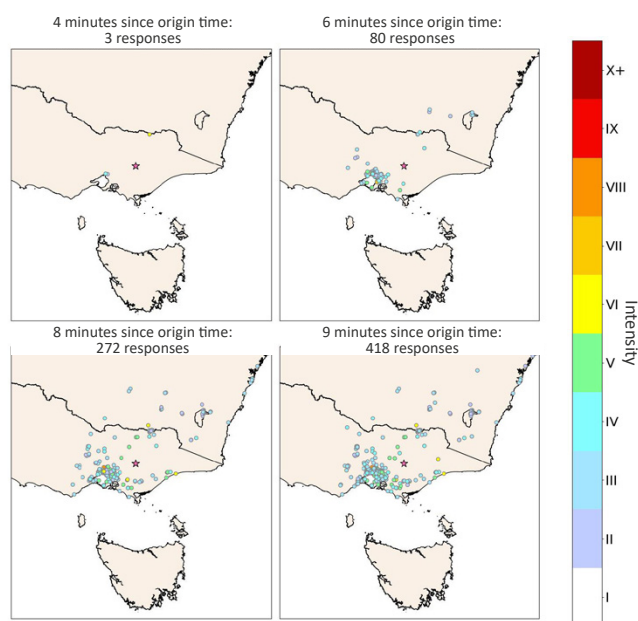 4 minutes since origin time:
3 responses
6 minutes since origin time:
80 responses
8 minutes since origin time:
272 responses
9 minutes since origin time:
418 responses
X+
IX
VIII
VII
VI
V
IV
III
II
I
Intensity